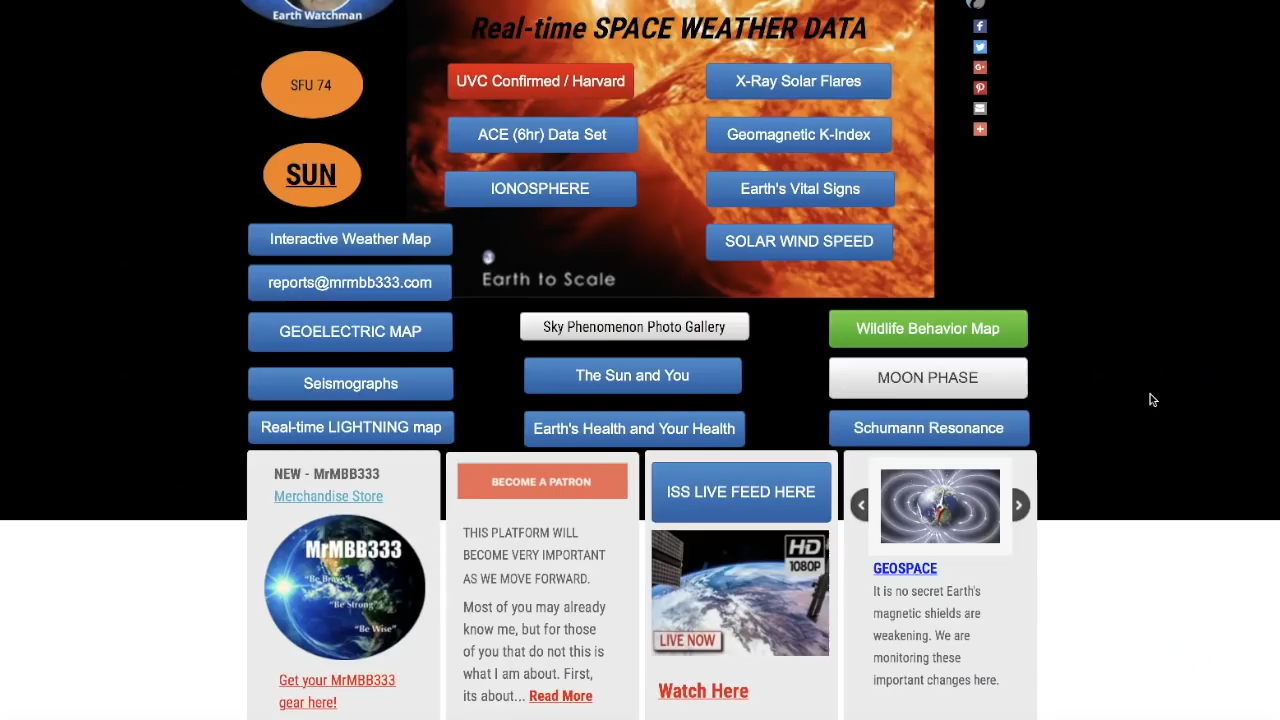 Earth Watchman
Real-time SPACE WEATHER DATA
SFU 74
UVC Confirmed / Harvard
X-Ray Solar Flares
ACE (6hr) Data Set
Geomagnetic K-Index
SUN
IONOSPHERE
Earth's Vital Signs
Interactive Weather Map
SOLAR WIND SPEED
reports@mrmbb333.com
Earth to Scale
GEOELECTRIC MAP
Sky Phenomenon Photo Gallery
Wildlife Behavior Map
Seismographs
The Sun and You
MOON PHASE
Real-time LIGHTNING map
Earth's Health and Your Health
Schumann Resonance
NEW - MrMBB333
Merchandise Store
MrMBB333
"Be Brave"
"Be Strong"
"Be Wise"
Get your MrMBB333
gear here!
BECOME A PATRON
THIS PLATFORM WILL
BECOME VERY IMPORTANT
AS WE MOVE FORWARD.
Most of you may already
know me, but for those
of you that do not this is
what I am about. First,
its about... Read More
ISS LIVE FEED HERE
HD
1080P
LIVE NOW
Watch Here
GEOSPACE
It is no secret Earth's
magnetic shields are
weakening. We are
monitoring these
important changes here.